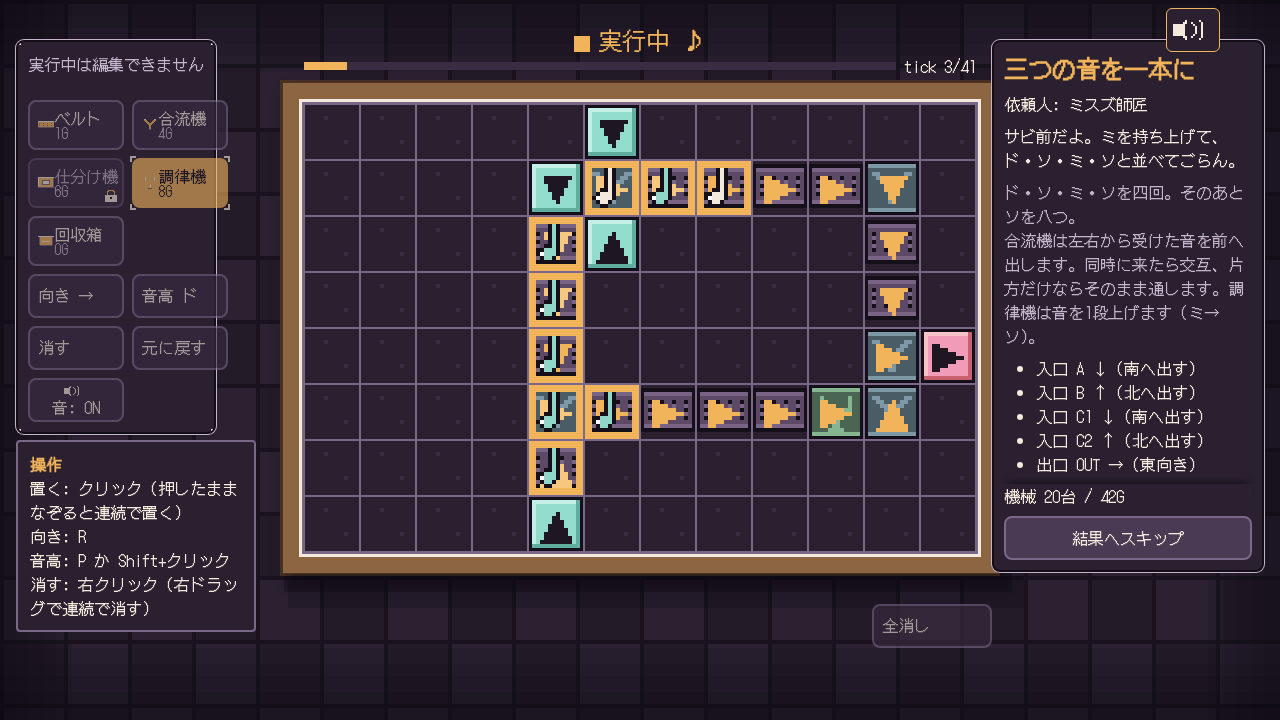 実行中は編集できません
ベルト
1G
合流機
4G
仕分け機
6G
調律機
8G
回収箱
0G
向き →
音高 ド
消す
元に戻す
音: ON
操作
置く: クリック（押したまま
なぞると連続で置く）
向き: R
音高: P か Shift+クリック
消す: 右クリック（右ドラッ
グで連続で消す）
■ 実行中 ♪
tick 3/41
三つの音を一本に
依頼人: ミスズ師匠
サビ前だよ。ミを持ち上げて、
ド・ソ・ミ・ソと並べてごらん。
ド・ソ・ミ・ソを四回。そのあと
ソを八つ。
合流機は左右から受けた音を前へ
出します。同時に来たら交互、片
方だけならそのまま通します。調
律機は音を1段上げます（ミ→
ソ）。
• 入口 A ↓（南へ出す）
• 入口 B ↑（北へ出す）
• 入口 C1 ↓（南へ出す）
• 入口 C2 ↑（北へ出す）
• 出口 OUT →（東向き）
機械 20台 / 42G
結果へスキップ
全消し